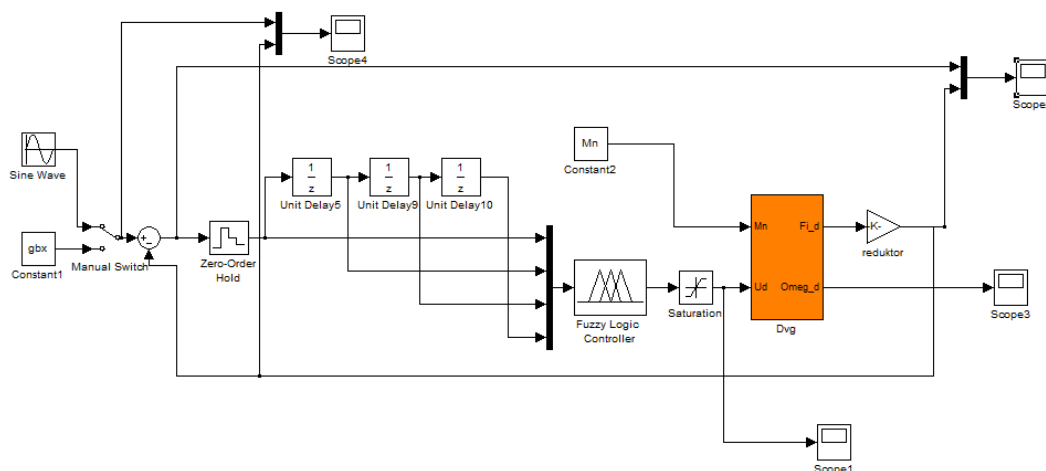 Scope4
Scope
Sine Wave
gbx
Constant1
Manual Switch
+
-
Zero-Order
Hold
1
z
Unit Delay5
1
z
Unit Delay9
1
z
Unit Delay10
Mn
Constant2
Fuzzy Logic
Controller
Saturation
Mn
Fi_d
Ud
Omeg_d
Dvg
K-
reduktor
Scope3
Scope1